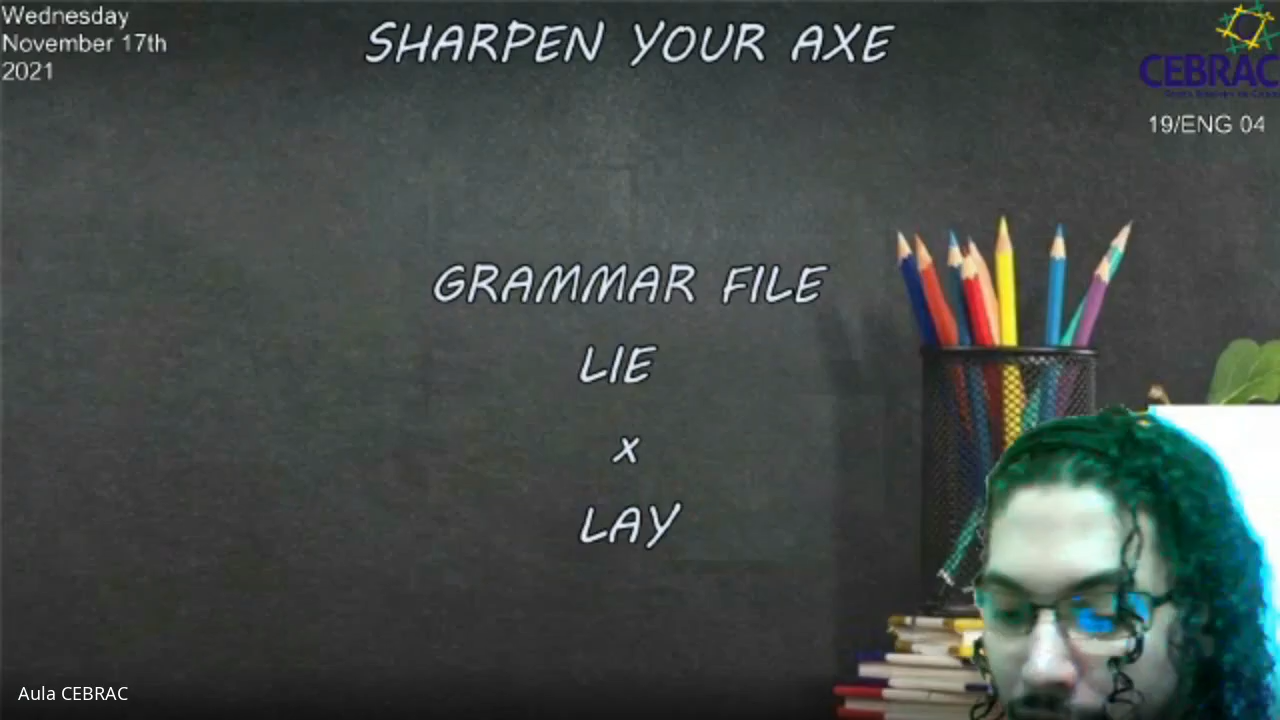 Wednesday
November 17th
2021
SHARPEN YOUR AXE
CEBRAC
19/ENG 04
GRAMMAR FILE
LIE
x
LAY
Aula CEBRAC